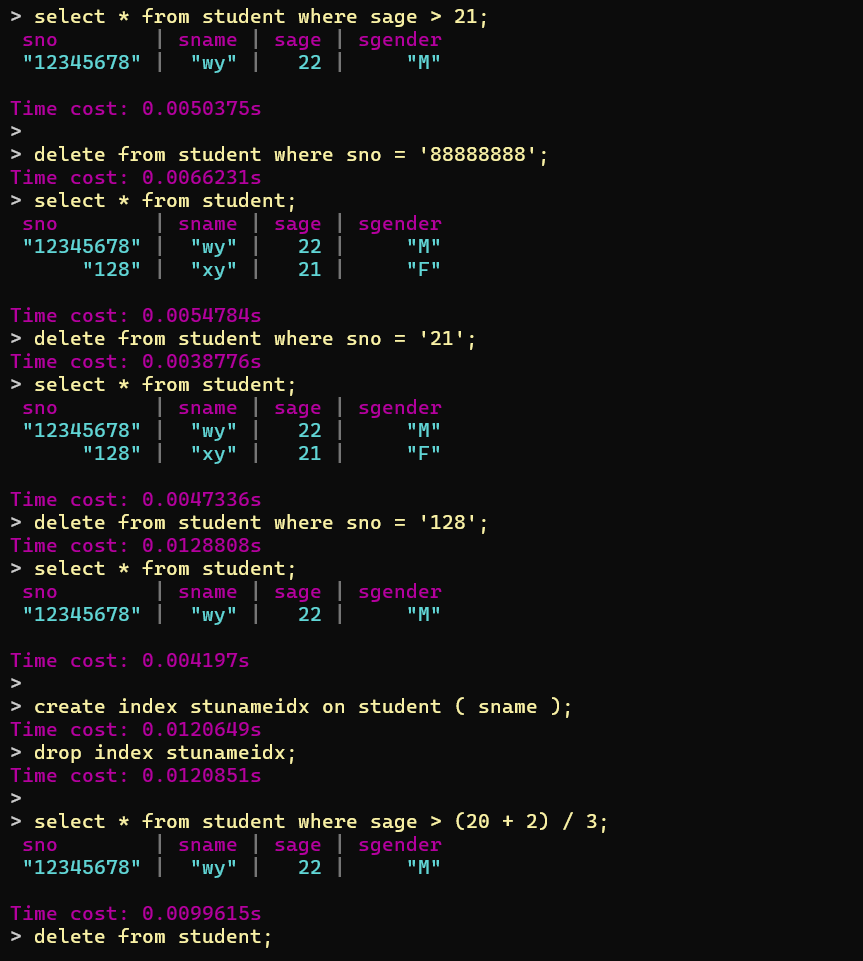 > select * from student where sage > 21;
sno        | sname | sage | sgender
"12345678" |  "wy" |   22 |     "M"
Time cost: 0.0050375s
>
> delete from student where sno = '88888888';
Time cost: 0.0066231s
> select * from student;
sno        | sname | sage | sgender
"12345678" |  "wy" |   22 |     "M"
     "128" |  "xy" |   21 |     "F"
Time cost: 0.0054784s
> delete from student where sno = '21';
Time cost: 0.0038776s
> select * from student;
sno        | sname | sage | sgender
"12345678" |  "wy" |   22 |     "M"
     "128" |  "xy" |   21 |     "F"
Time cost: 0.0047336s
> delete from student where sno = '128';
Time cost: 0.0128808s
> select * from student;
sno        | sname | sage | sgender
"12345678" |  "wy" |   22 |     "M"
Time cost: 0.004197s
>
> create index stunameidx on student ( sname );
Time cost: 0.0120649s
> drop index stunameidx;
Time cost: 0.0120851s
>
> select * from student where sage > (20 + 2) / 3;
sno        | sname | sage | sgender
"12345678" |  "wy" |   22 |     "M"
Time cost: 0.0099615s
> delete from student;